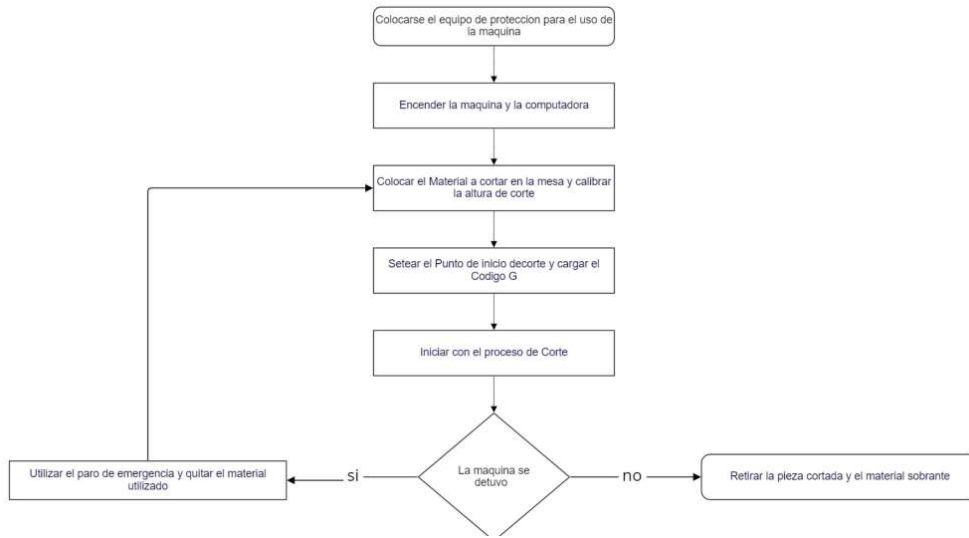 Colocarse el equipo de proteccion para el uso de
la maquina
Encender la maquina y la computadora
Colocar el Material a cortar en la mesa y calibrar
la altura de corte
Setear el Punto de inicio decorte y cargar el
Codigo G
Iniciar con el proceso de Corte
La maquina se
detuvo
si
no
Utilizar el paro de emergencia y quitar el material
utilizado
Retirar la pieza cortada y el material sobrante